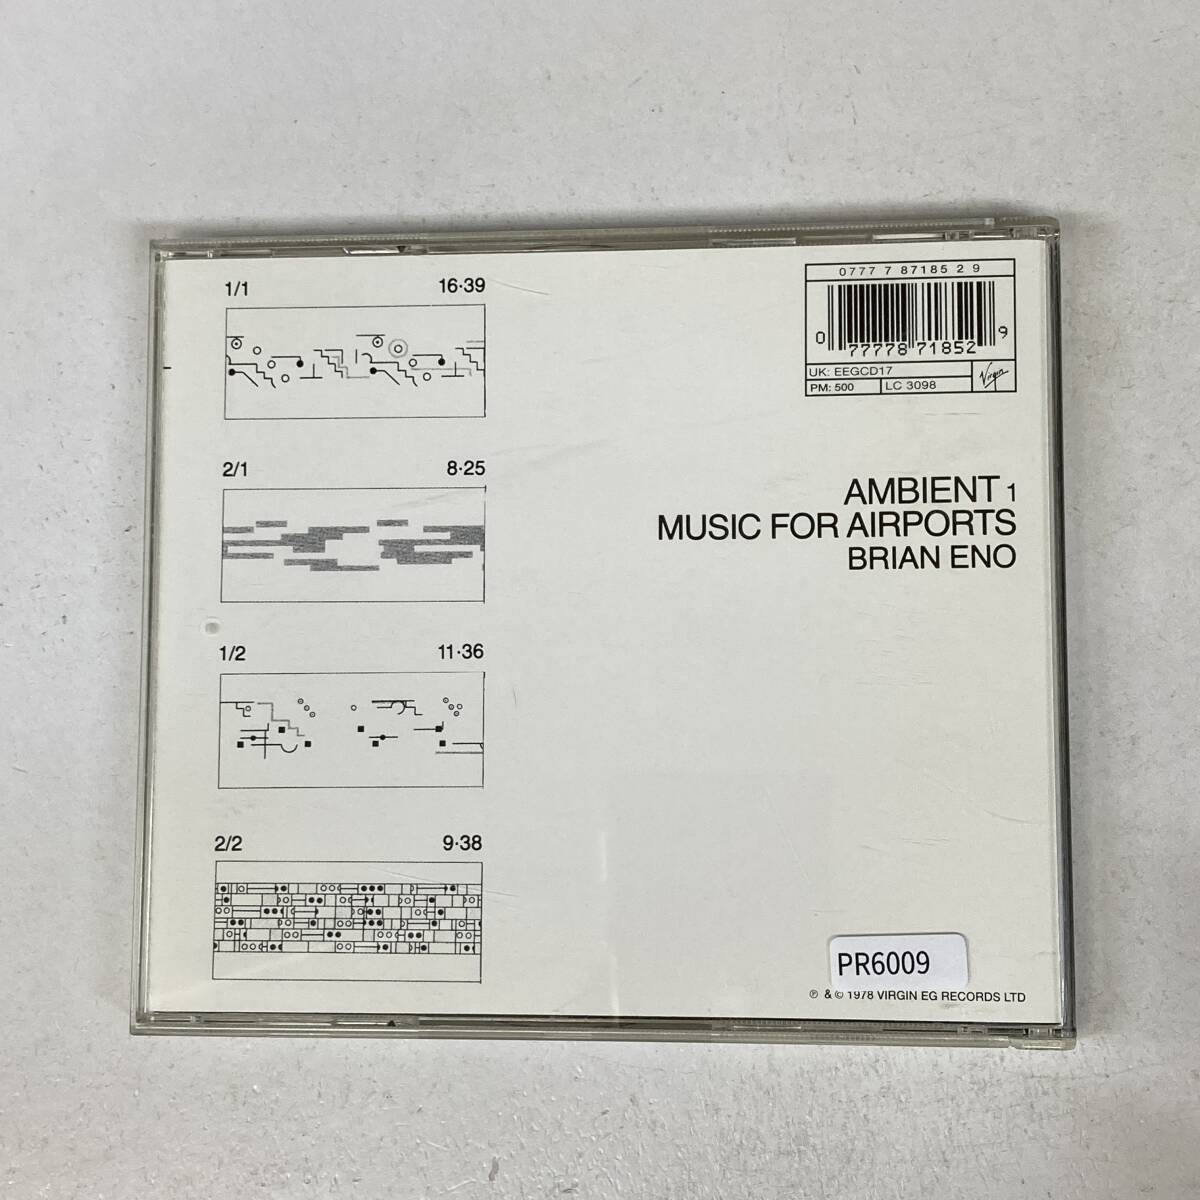 1/1 16·39
2/1 8·25
1/2 11·36
2/2 9·38
0777 7 87185 2 9
0 77778 71852 9
UK: EEGCD17
PM: 500 LC 3098
Virgin
AMBIENT 1
MUSIC FOR AIRPORTS
BRIAN ENO
PR6009
℗ & © 1978 VIRGIN EG RECORDS LTD